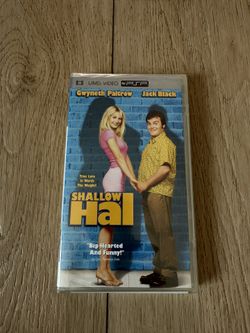 UMD VIDEO PSP
Gwyneth Paltrow Jack Black
True Love is
Worth
The Weight!
SHALLOW
Hal
"Big-Hearted
And Funny!"